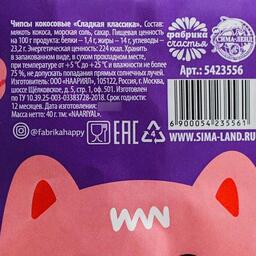 Чипсы кокосовые «Сладкая классика». Состав:
мякоть кокоса, морская соль, сахар. Пищевая ценность
на 100 г продукта: белки – 1,4 г, жиры – 14 г, углеводы –
23,2 г. Энергетическая ценность: 224 ккал. Хранить
в запакованном виде, в сухом прохладном месте,
при температуре от +5 °C до +25 °C и влажности не более
75 %, не допускать попадания прямых солнечных лучей.
Изготовитель: ООО «НААРИЯЛ». Россия, 105122, Москва,
шоссе Щёлковское, д. 5, стр. 1, оф. 501. Изготовлено по
ТУ 10.39.25-003-03383728-2018. Срок хранения:
12 месяцев. Дата изготовления:
Масса: 40 г. тм: «NAARIYAL»
@fabrikahappy
EAC
фабрика
счастья
СИМА-ЛЕНД
Арт.: 5423556
6 900054 235561
WWW.SIMA-LAND.RU